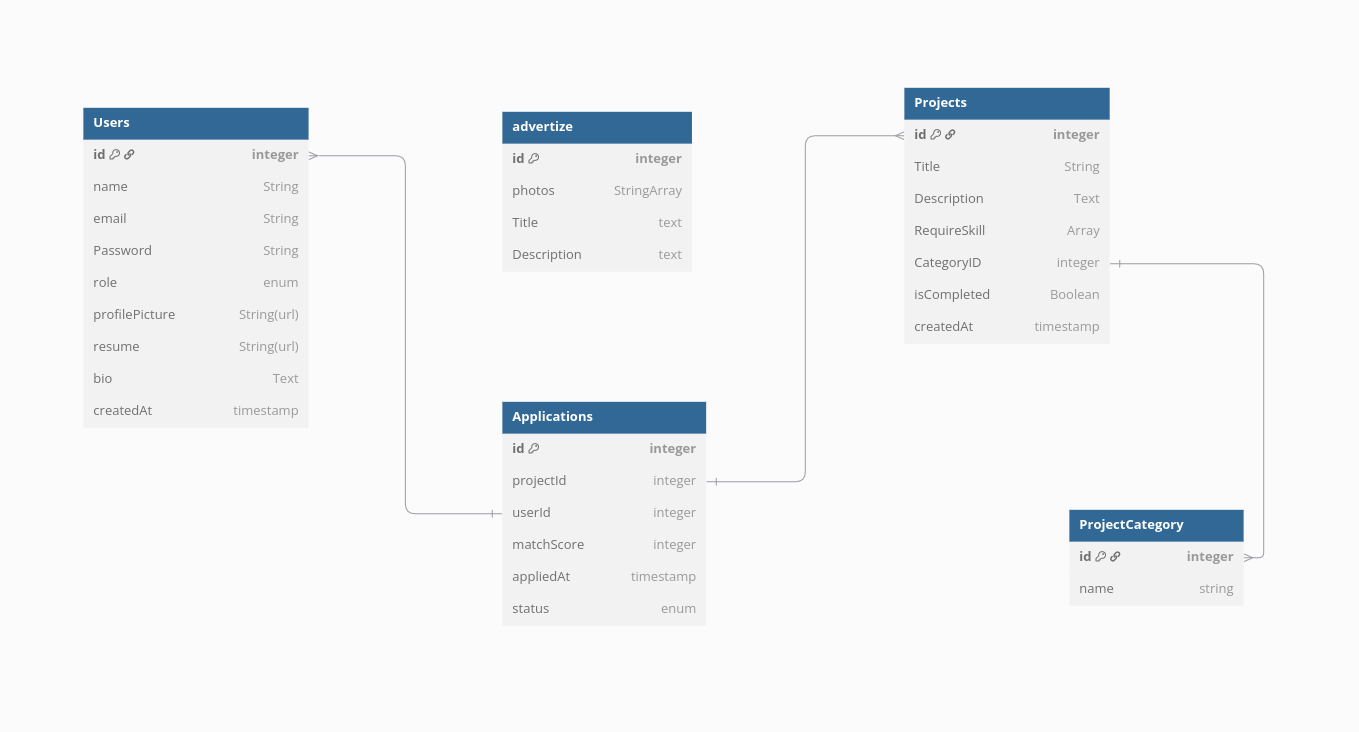 Users
id integer
name String
email String
Password String
role enum
profilePicture String(url)
resume String(url)
bio Text
createdAt timestamp
advertize
id integer
photos StringArray
Title text
Description text
Applications
id integer
projectId integer
userId integer
matchScore integer
appliedAt timestamp
status enum
Projects
id integer
Title String
Description Text
RequireSkill Array
CategoryID integer
isCompleted Boolean
createdAt timestamp
ProjectCategory
id integer
name string